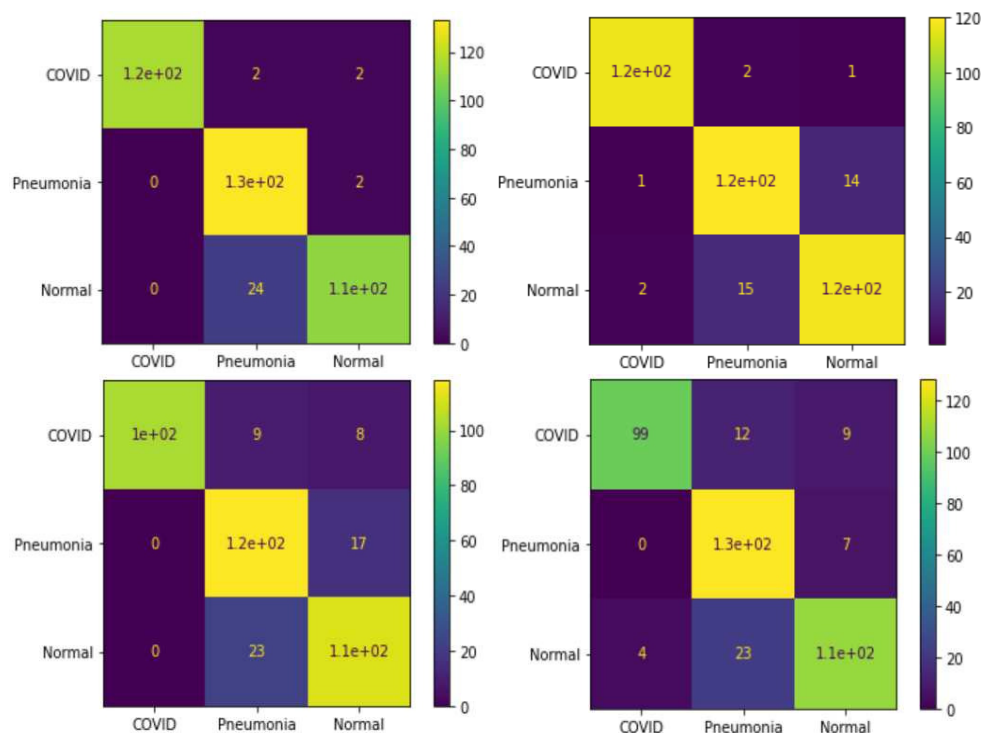 COVID 1.2e+02 2 2
Pneumonia 0 1.3e+02 2
Normal 0 24 1.1e+02
COVID Pneumonia Normal
120
100
80
60
40
20
0
COVID 1.2e+02 2 1
Pneumonia 1 1.2e+02 14
Normal 2 15 1.2e+02
COVID Pneumonia Normal
120
100
80
60
40
20
COVID 1e+02 9 8
Pneumonia 0 1.2e+02 17
Normal 0 23 1.1e+02
COVID Pneumonia Normal
100
80
60
40
20
0
COVID 99 12 9
Pneumonia 0 1.3e+02 7
Normal 4 23 1.1e+02
COVID Pneumonia Normal
120
100
80
60
40
20
0